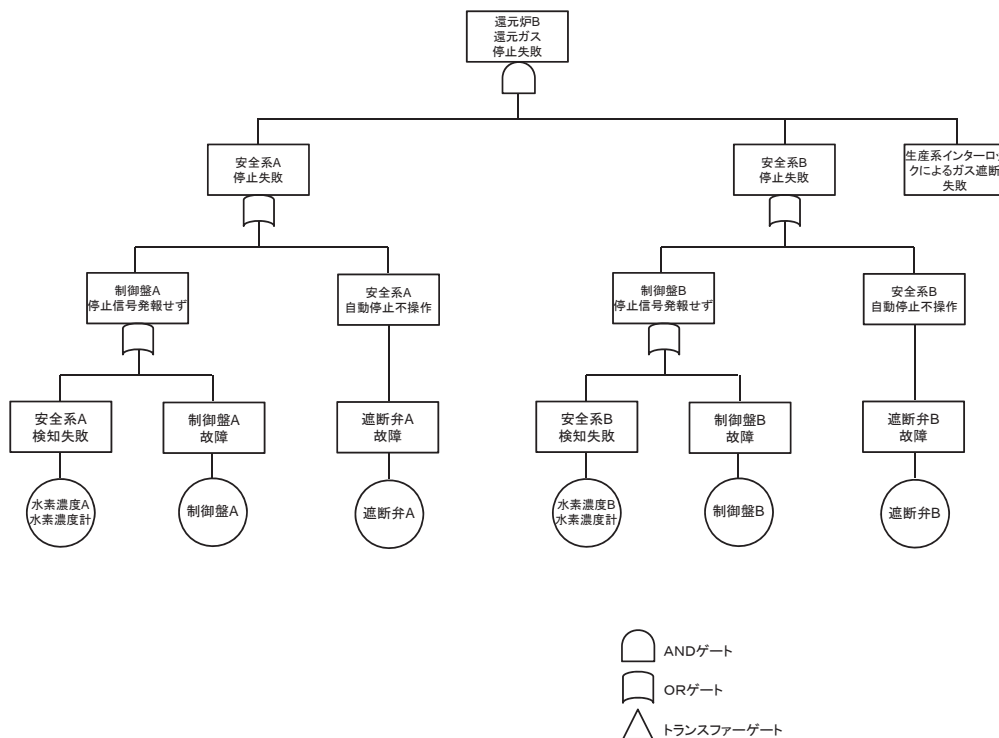 還元炉B
還元ガス
停止失敗
安全系A
停止失敗
安全系B
停止失敗
生産系インターロッ
クによるガス遮断
失敗
制御盤A
停止信号発報せず
安全系A
自動停止不操作
制御盤B
停止信号発報せず
安全系B
自動停止不操作
安全系A
検知失敗
制御盤A
故障
遮断弁A
故障
安全系B
検知失敗
制御盤B
故障
遮断弁B
故障
水素濃度A
水素濃度計
制御盤A
遮断弁A
水素濃度B
水素濃度計
制御盤B
遮断弁B
ANDゲート
ORゲート
トランスファーゲート